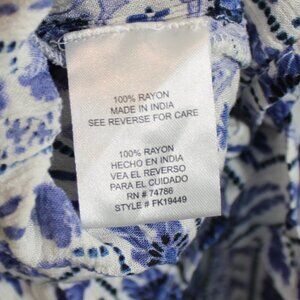 100% RAYON
MADE IN INDIA
SEE REVERSE FOR CARE
100% RAYON
HECHO EN INDIA
VEA EL REVERSO
PARA EL CUIDADO
RN # 74786
STYLE # FK19449